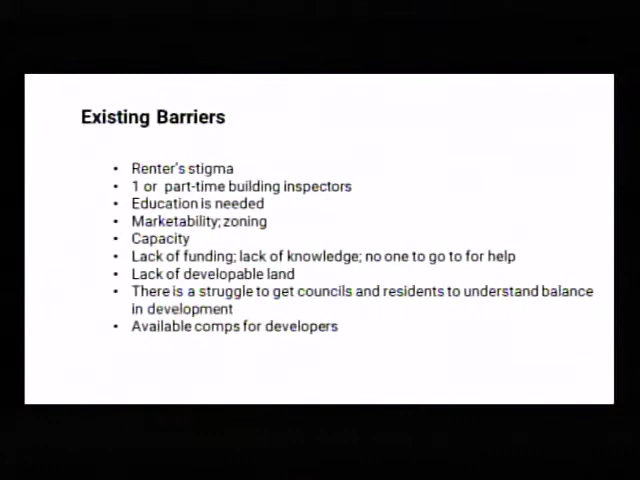 Existing Barriers
• Renter's stigma
• 1 or part-time building inspectors
• Education is needed
• Marketability; zoning
• Capacity
• Lack of funding; lack of knowledge; no one to go to for help
• Lack of developable land
• There is a struggle to get councils and residents to understand balance
in development
• Available comps for developers